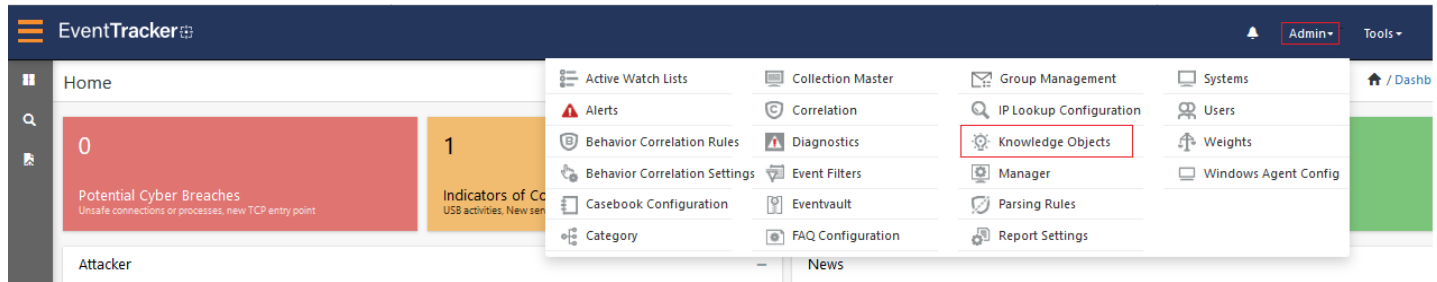 EventTracker
Admin
Tools
Home
/ Dashb
Active Watch Lists
Collection Master
Group Management
Systems
Alerts
Correlation
IP Lookup Configuration
Users
Behavior Correlation Rules
Diagnostics
Knowledge Objects
Weights
Behavior Correlation Settings
Event Filters
Manager
Windows Agent Config
Casebook Configuration
Eventvault
Parsing Rules
Category
FAQ Configuration
Report Settings
0
Potential Cyber Breaches
Unsafe connections or processes, new TCP entry point
1
Indicators of Co
USB activities, New serv
Attacker
News